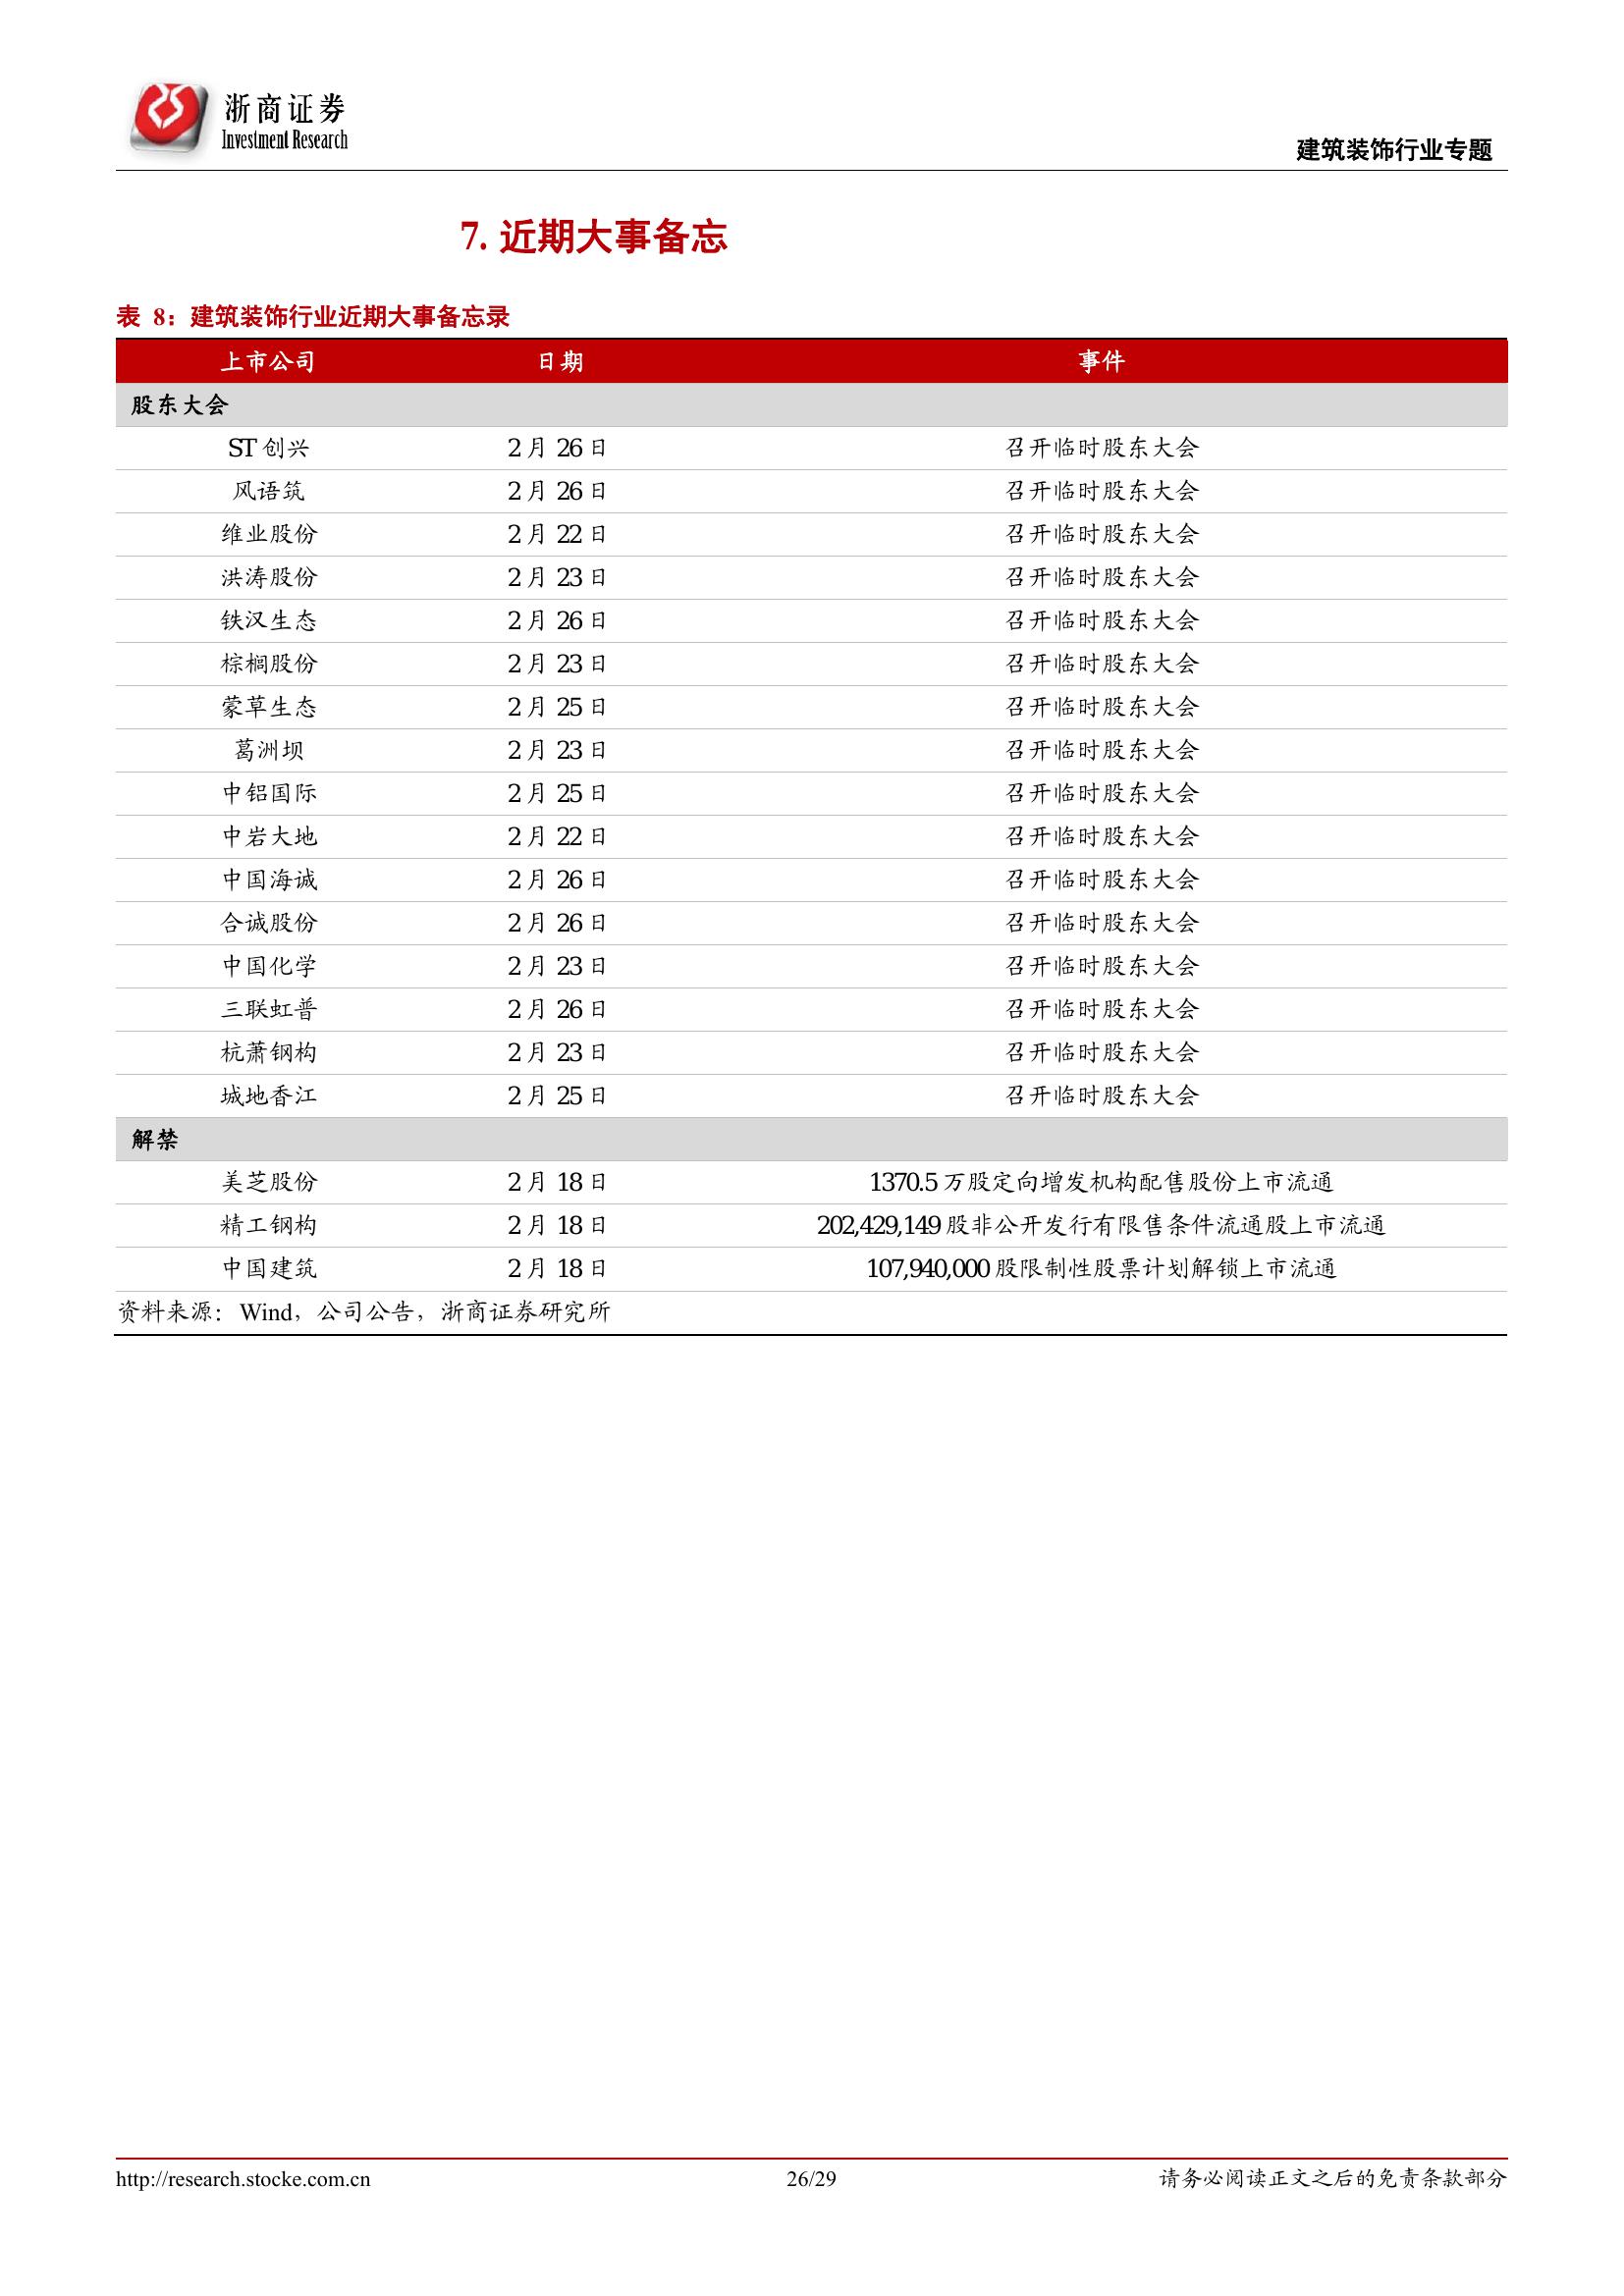 浙商证券
Investment Research
建筑装饰行业专题
7. 近期大事备忘
表 8：建筑装饰行业近期大事备忘录
上市公司 日期 事件
股东大会
ST 创兴 2 月 26 日 召开临时股东大会
风语筑 2 月 26 日 召开临时股东大会
维业股份 2 月 22 日 召开临时股东大会
洪涛股份 2 月 23 日 召开临时股东大会
铁汉生态 2 月 26 日 召开临时股东大会
棕榈股份 2 月 23 日 召开临时股东大会
蒙草生态 2 月 25 日 召开临时股东大会
葛洲坝 2 月 23 日 召开临时股东大会
中铝国际 2 月 25 日 召开临时股东大会
中岩大地 2 月 22 日 召开临时股东大会
中国海诚 2 月 26 日 召开临时股东大会
合诚股份 2 月 26 日 召开临时股东大会
中国化学 2 月 23 日 召开临时股东大会
三联虹普 2 月 26 日 召开临时股东大会
杭萧钢构 2 月 23 日 召开临时股东大会
城地香江 2 月 25 日 召开临时股东大会
解禁
美芝股份 2 月 18 日 1370.5 万股定向增发机构配售股份上市流通
精工钢构 2 月 18 日 202,429,149 股非公开发行有限售条件流通股上市流通
中国建筑 2 月 18 日 107,940,000 股限制性股票计划解锁上市流通
资料来源：Wind，公司公告，浙商证券研究所
http://research.stocke.com.cn 26/29 请务必阅读正文之后的免责条款部分